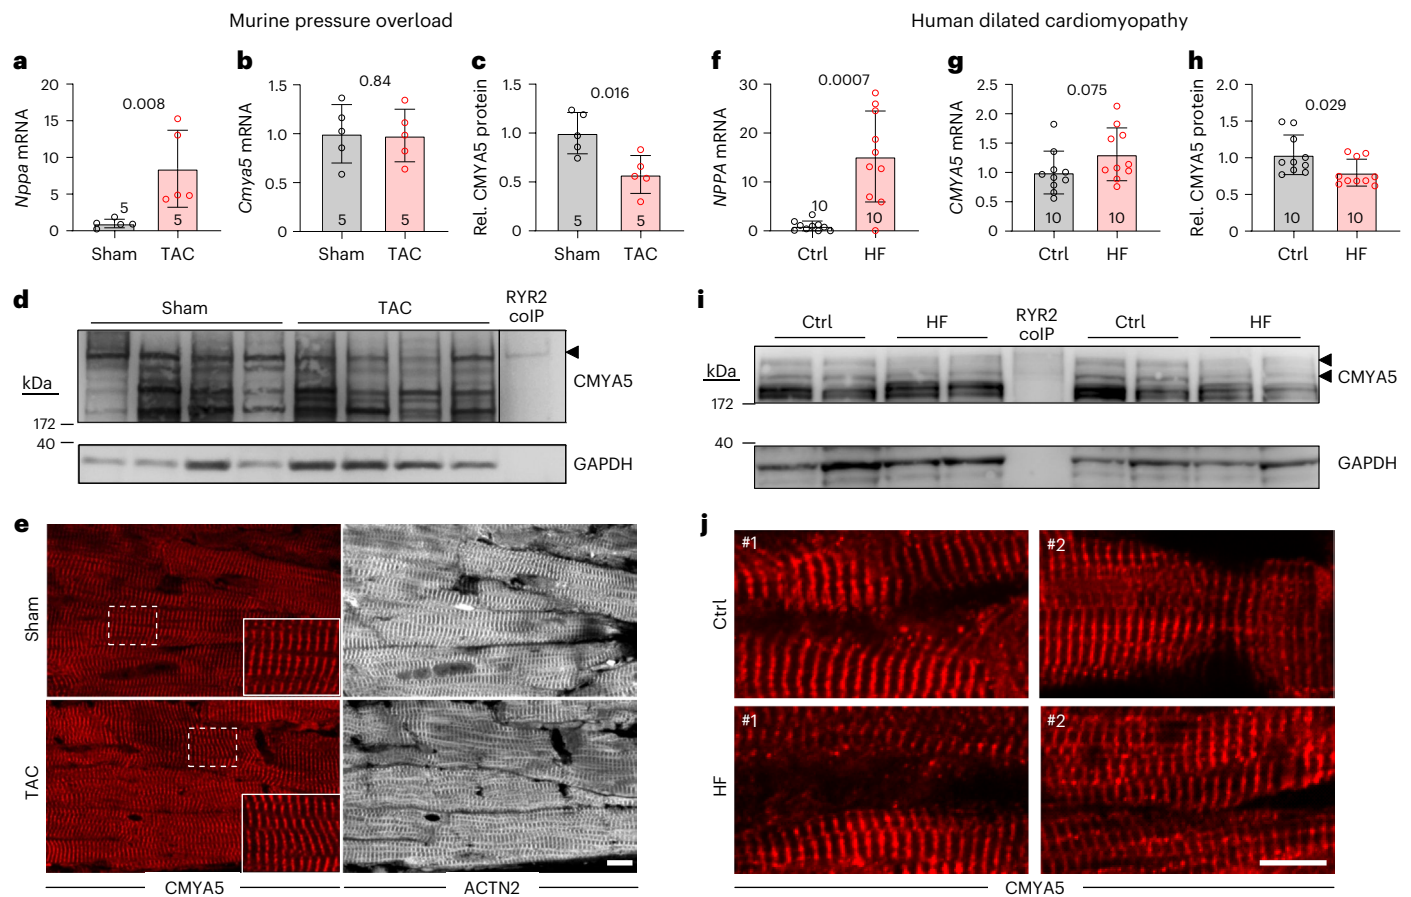 Murine pressure overload
Human dilated cardiomyopathy
a
Nppa mRNA
20
15
10
5
0
0.008
5
5
Sham
TAC
b
Cmya5 mRNA
1.5
1.0
0.5
0
0.84
5
5
Sham
TAC
c
Rel. CMYA5 protein
1.5
1.0
0.5
0
0.016
5
5
Sham
TAC
f
NPPA mRNA
30
20
10
0
0.0007
10
10
Ctrl
HF
g
CMYA5 mRNA
2.5
2.0
1.5
1.0
0.5
0
0.075
10
10
Ctrl
HF
h
Rel. CMYA5 protein
2.0
1.5
1.0
0.5
0
0.029
10
10
Ctrl
HF
d
Sham
TAC
RYR2
coIP
kDa
172
40
CMYA5
GAPDH
i
Ctrl
HF
RYR2
coIP
Ctrl
HF
kDa
172
40
CMYA5
GAPDH
e
Sham
TAC
CMYA5
ACTN2
j
Ctrl
#1
#2
HF
#1
#2
CMYA5